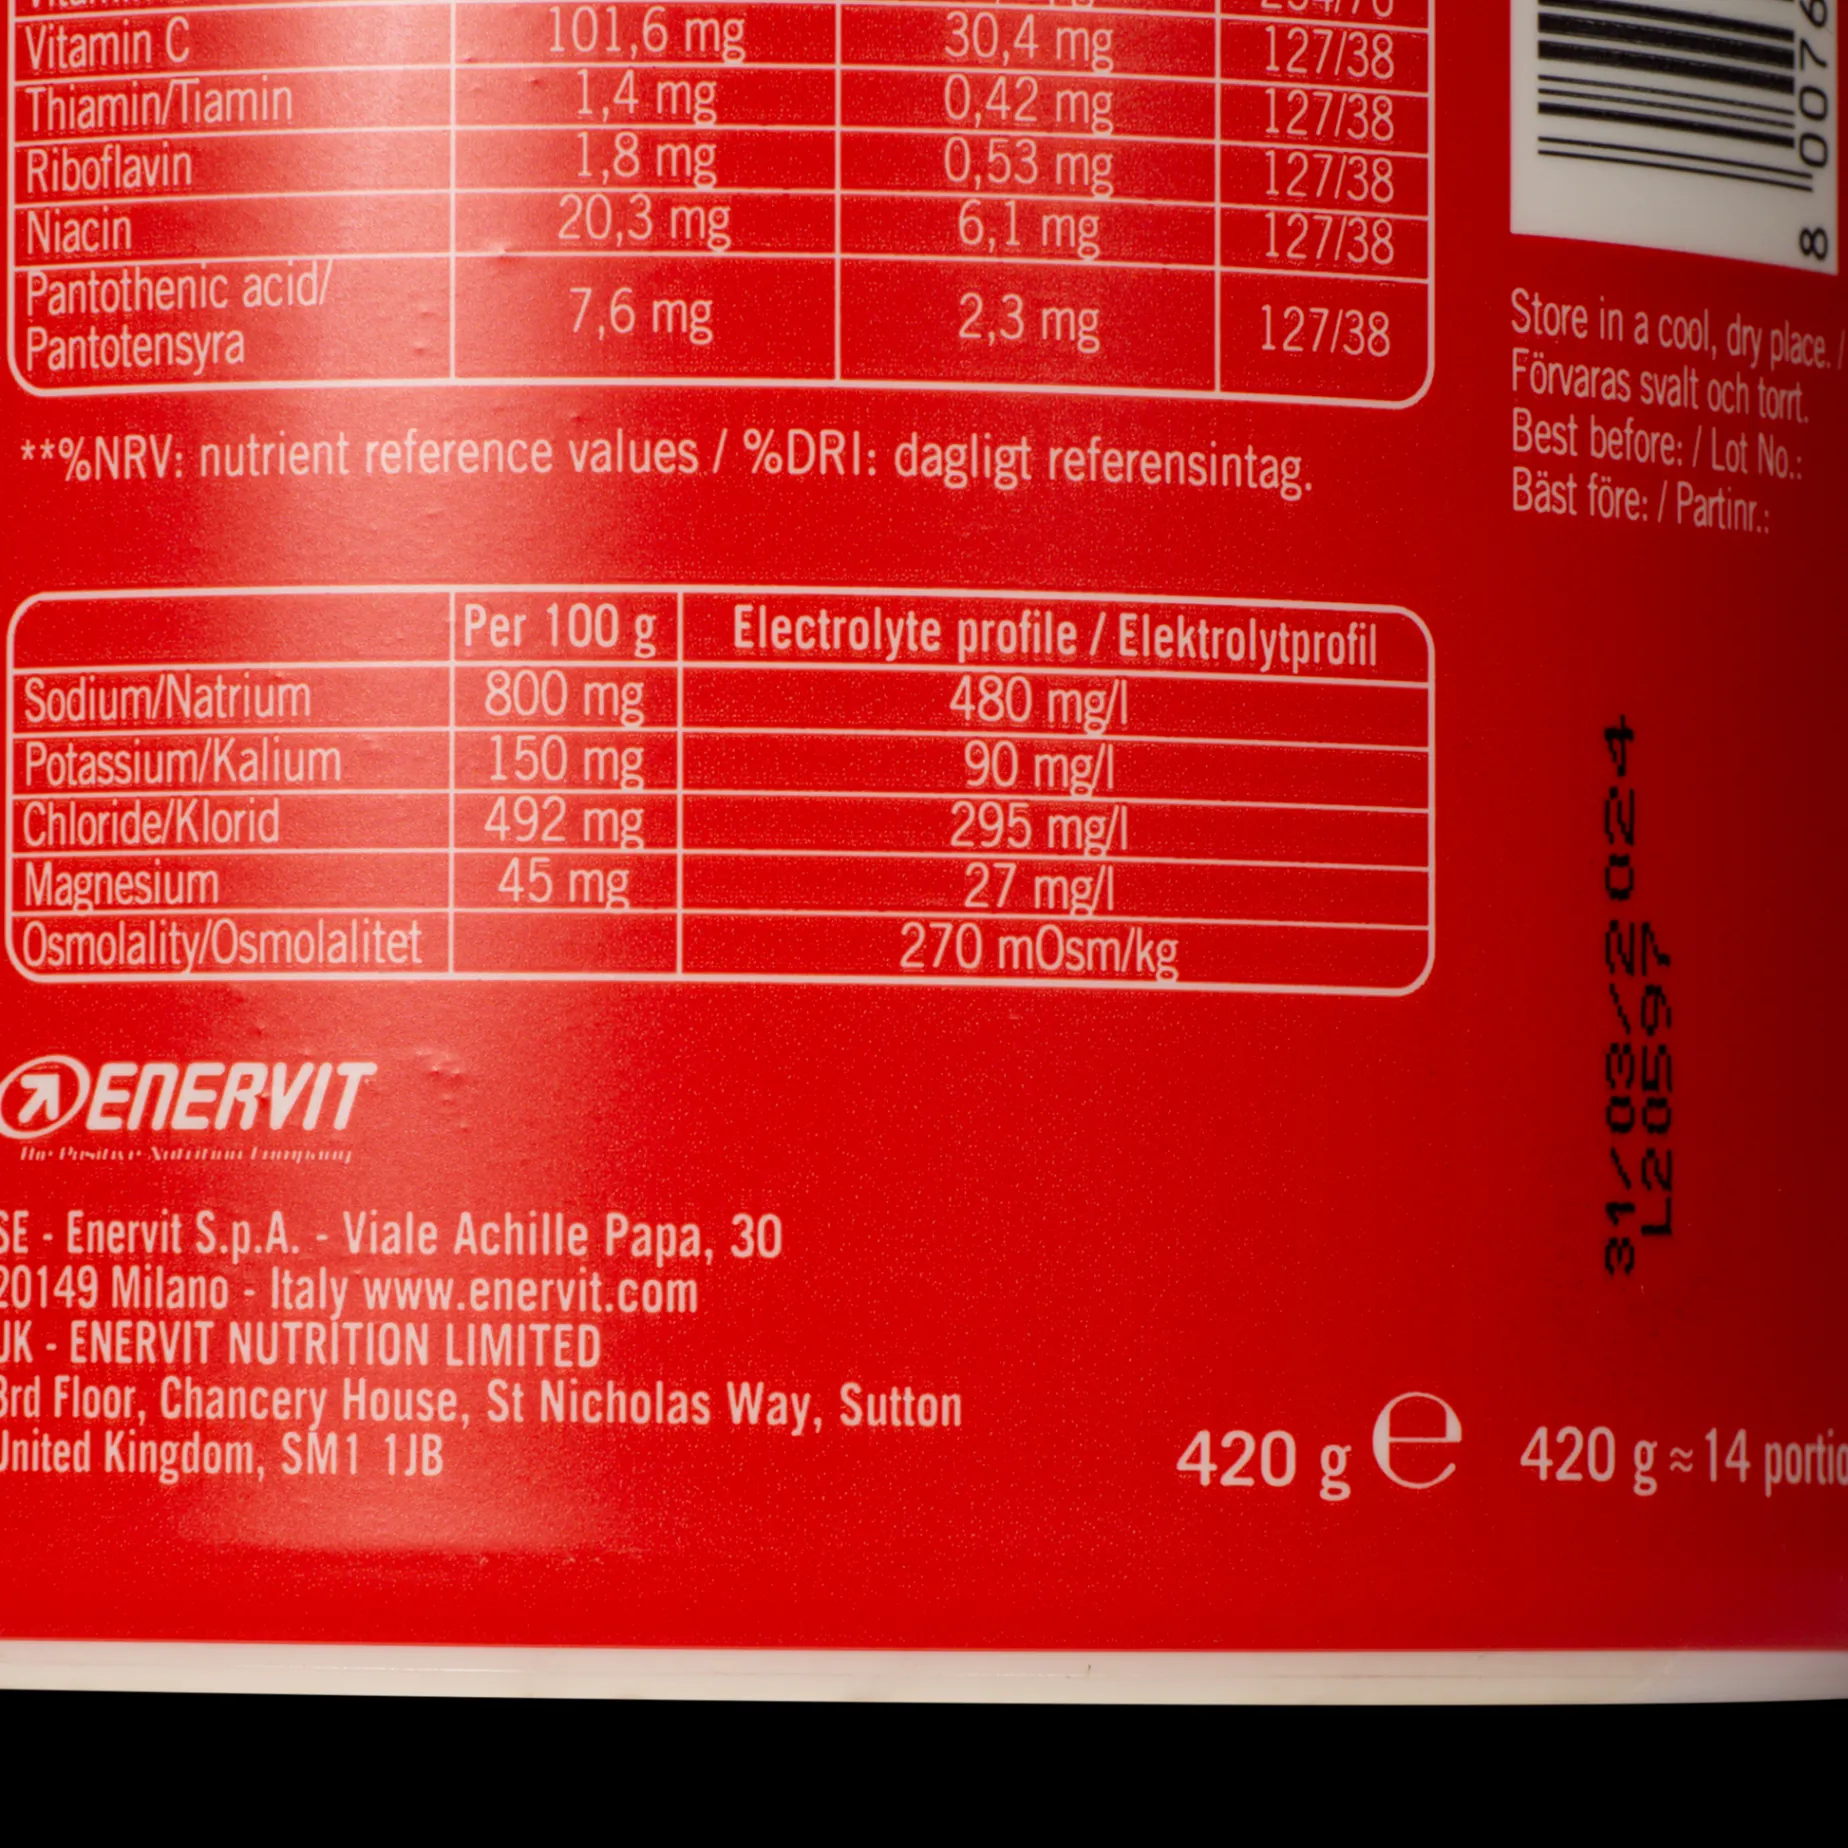 Vitamin C 101,6 mg 30,4 mg 127/38
Thiamin/Tiamin 1,4 mg 0,42 mg 127/38
Riboflavin 1,8 mg 0,53 mg 127/38
Niacin 20,3 mg 6,1 mg 127/38
Pantothenic acid/
Pantotensyra 7,6 mg 2,3 mg 127/38
**%NRV: nutrient reference values / %DRI: dagligt referensintag.
Per 100 g Electrolyte profile / Elektrolytprofil
Sodium/Natrium 800 mg 480 mg/l
Potassium/Kalium 150 mg 90 mg/l
Chloride/Klorid 492 mg 295 mg/l
Magnesium 45 mg 27 mg/l
Osmolality/Osmolalitet 270 mOsm/kg
ENERVIT
The Positive Nutrition Company
SE - Enervit S.p.A. - Viale Achille Papa, 30
20149 Milano - Italy www.enervit.com
UK - ENERVIT NUTRITION LIMITED
3rd Floor, Chancery House, St Nicholas Way, Sutton
United Kingdom, SM1 1JB
420 g e
8 0076
Store in a cool, dry place. /
Förvaras svalt och torrt.
Best before: / Lot No.:
Bäst före: / Partinr.:
31/03/2024
L20597
420 g ≈ 14